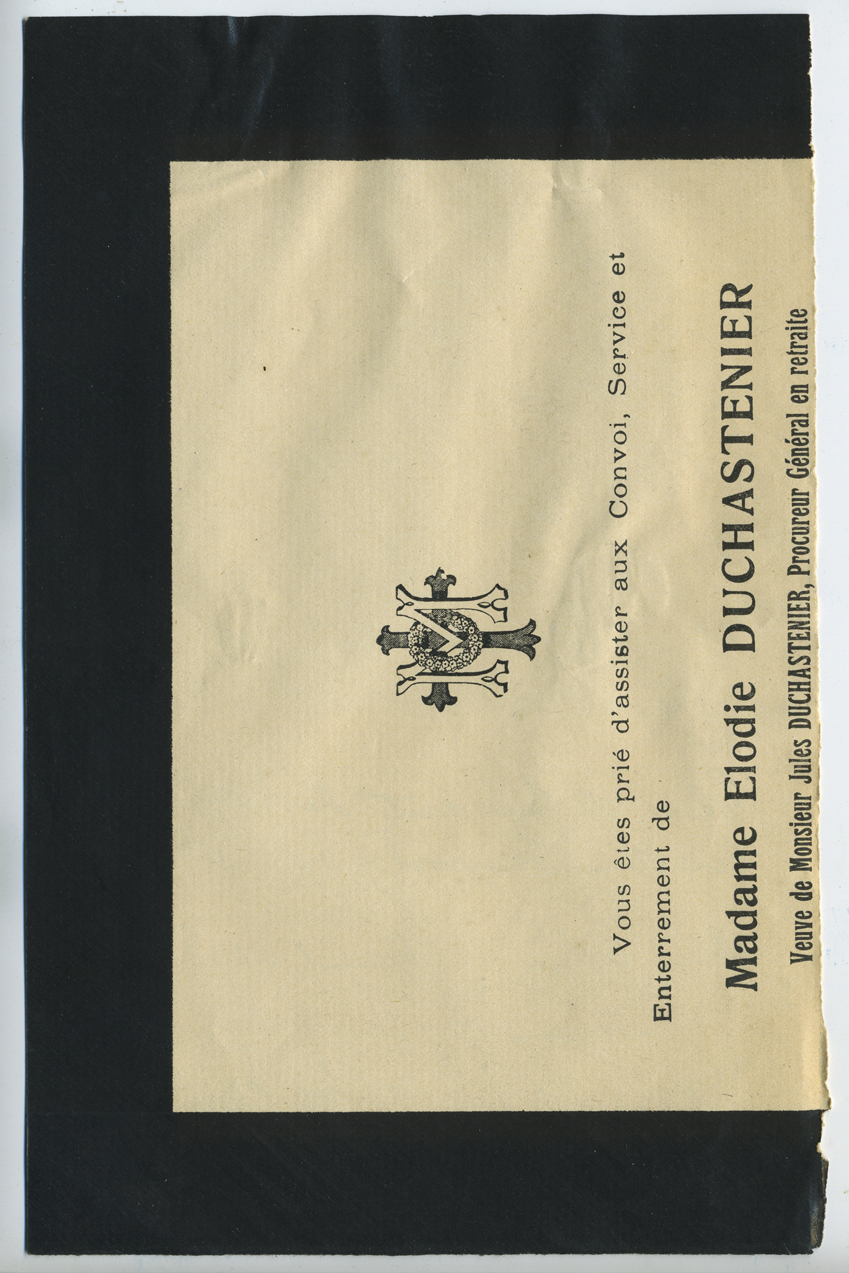 M
Vous êtes prié d'assister aux Convoi, Service et
Enterrement de
Madame Elodie DUCHASTENIER
Veuve de Monsieur Jules DUCHASTENIER, Procureur Général en retraite